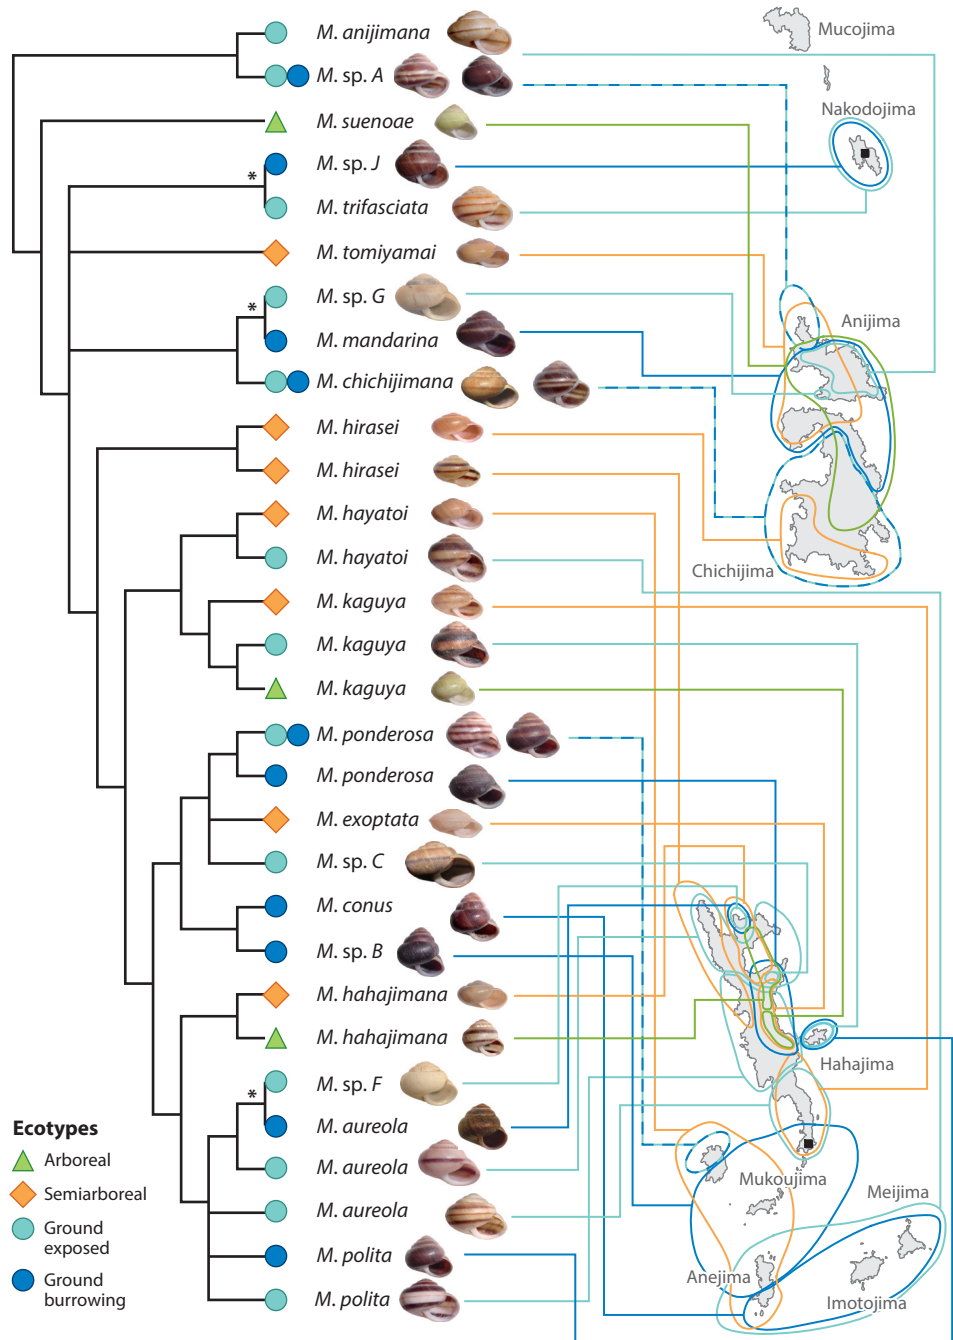 M. anijimana
M. sp. A
M. suenoae
M. sp. J
*
M. trifasciata
M. tomiyamai
M. sp. G
*
M. mandarina
M. chichijimana
M. hirasei
M. hirasei
M. hayatoi
M. hayatoi
M. kaguya
M. kaguya
M. kaguya
M. ponderosa
M. ponderosa
M. exoptata
M. sp. C
M. conus
M. sp. B
M. hahajimana
M. hahajimana
M. sp. F
*
M. aureola
M. aureola
M. aureola
M. polita
M. polita
Mucojima
Nakodojima
Anijima
Chichijima
Hahajima
Mukoujima
Meijima
Anejima
Imotojima
Ecotypes
Arboreal
Semiarboreal
Ground
exposed
Ground
burrowing